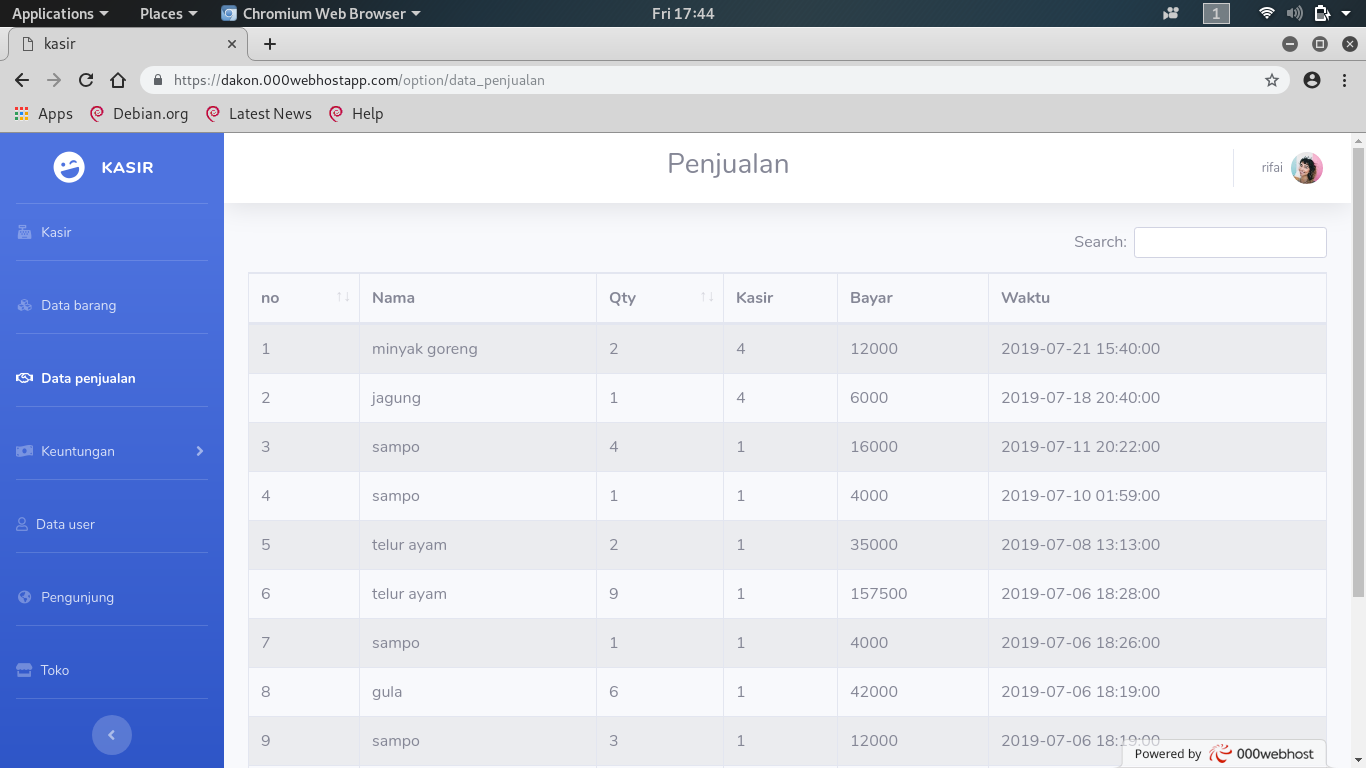 Applications Places Chromium Web Browser Fri 17:44 1
kasir
https://dakon.000webhostapp.com/option/data_penjualan
Apps Debian.org Latest News Help
KASIR
Kasir
Data barang
Data penjualan
Keuntungan
Data user
Pengunjung
Toko
Penjualan
rifai
Search:
no Nama Qty Kasir Bayar Waktu
1 minyak goreng 2 4 12000 2019-07-21 15:40:00
2 jagung 1 4 6000 2019-07-18 20:40:00
3 sampo 4 1 16000 2019-07-11 20:22:00
4 sampo 1 1 4000 2019-07-10 01:59:00
5 telur ayam 2 1 35000 2019-07-08 13:13:00
6 telur ayam 9 1 157500 2019-07-06 18:28:00
7 sampo 1 1 4000 2019-07-06 18:26:00
8 gula 6 1 42000 2019-07-06 18:19:00
9 sampo 3 1 12000 2019-07-06 18:19:00
Powered by 000webhost